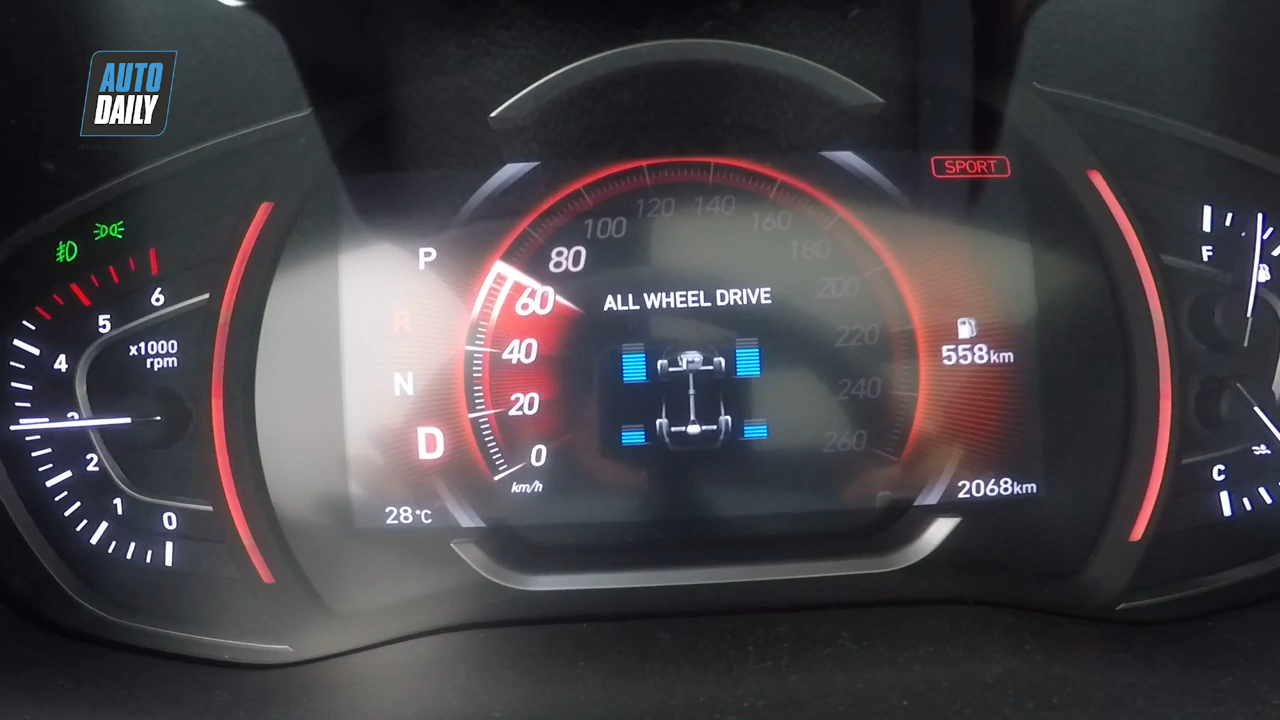 AUTO
DAILY
SPORT
6
5
4
3
2
1
0
x1000
rpm
P
R
N
D
28°C
0
20
40
60
80
100
120
140
160
180
200
220
240
260
km/h
ALL WHEEL DRIVE
558km
2068km
F
C